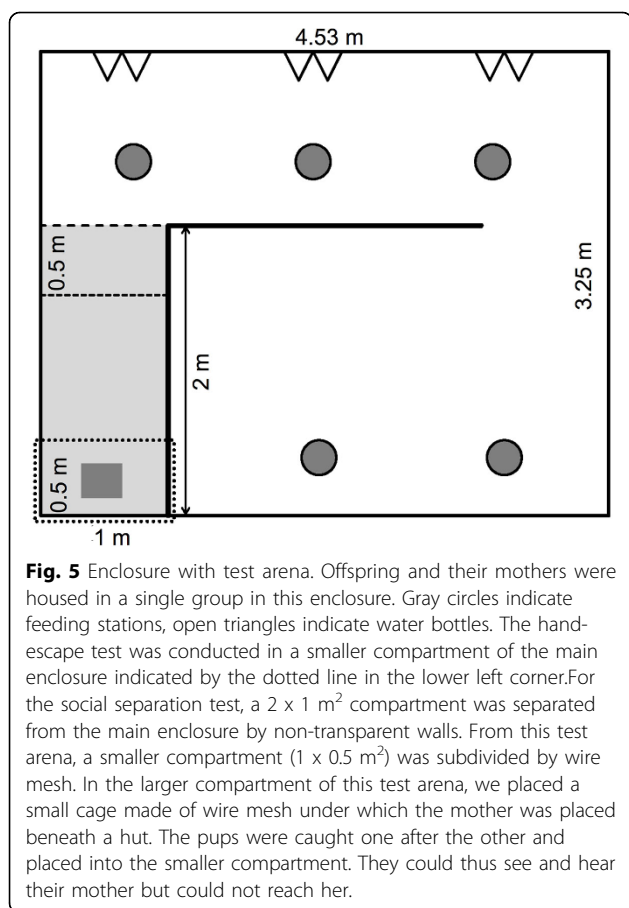 4.53 m
0.5 m
3.25 m
2 m
0.5 m
1 m
Fig. 5 Enclosure with test arena. Offspring and their mothers were
housed in a single group in this enclosure. Gray circles indicate
feeding stations, open triangles indicate water bottles. The hand-
escape test was conducted in a smaller compartment of the main
enclosure indicated by the dotted line in the lower left corner.For
the social separation test, a 2 x 1 m² compartment was separated
from the main enclosure by non-transparent walls. From this test
arena, a smaller compartment (1 x 0.5 m²) was subdivided by wire
mesh. In the larger compartment of this test arena, we placed a
small cage made of wire mesh under which the mother was placed
beneath a hut. The pups were caught one after the other and
placed into the smaller compartment. They could thus see and hear
their mother but could not reach her.